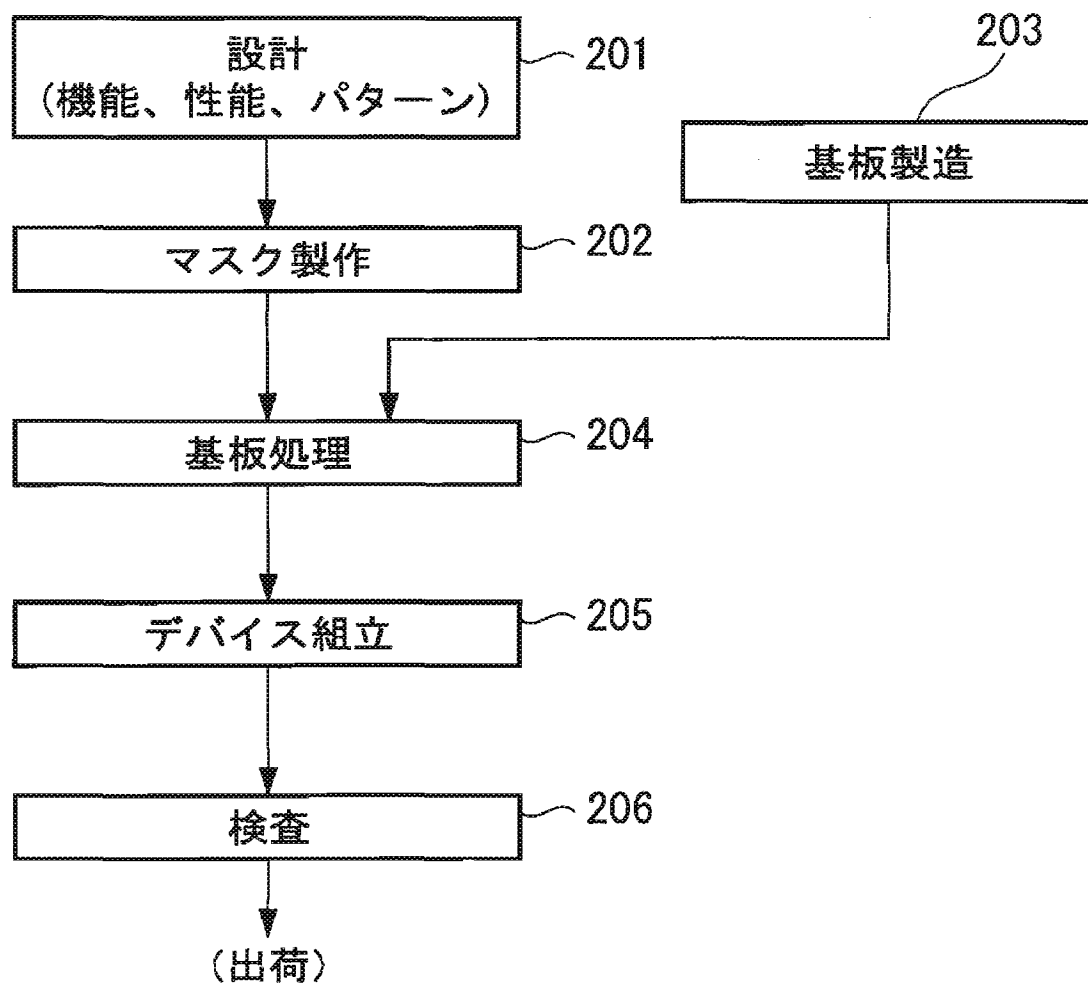 設計
(機能、性能、パターン)
201
203
基板製造
マスク製作
202
基板処理
204
デバイス組立
205
検査
206
(出荷)